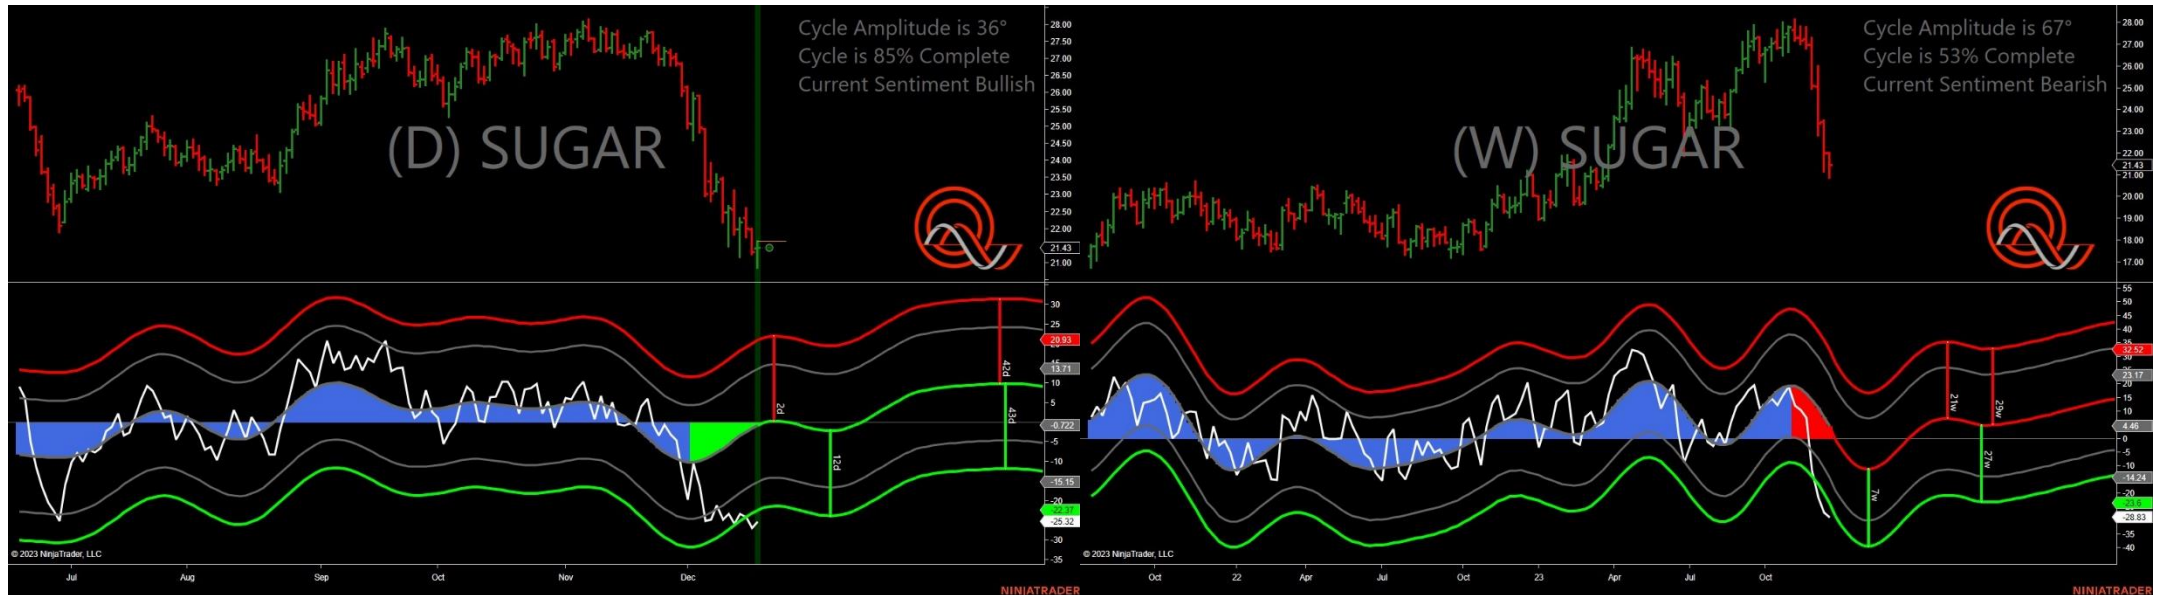 Cycle Amplitude is 36°
Cycle is 85% Complete
Current Sentiment Bullish
(D) SUGAR
28.00
27.50
27.00
26.50
26.00
25.50
25.00
24.50
24.00
23.50
23.00
22.50
22.00
21.43
21.00
30
25
20.93
15
13.71
10
5
-0.722
-5
-10
-15.15
-20
-22.37
-25.32
-30
-35
2d
12d
42d
43d
© 2023 NinjaTrader, LLC
Jul Aug Sep Oct Nov Dec
NINJATRADER
Cycle Amplitude is 67°
Cycle is 53% Complete
Current Sentiment Bearish
(W) SUGAR
28.00
27.00
26.00
25.00
24.00
23.00
22.00
21.43
21.00
20.00
19.00
18.00
17.00
55
50
45
40
35
32.52
23.17
20
15
10
4.46
0
-5
-10
-14.24
-20
-23.6
-28.83
-35
-40
7w
21w
27w
29w
© 2023 NinjaTrader, LLC
Oct 22 Apr Jul Oct 23 Apr Jul Oct
NINJATRADER